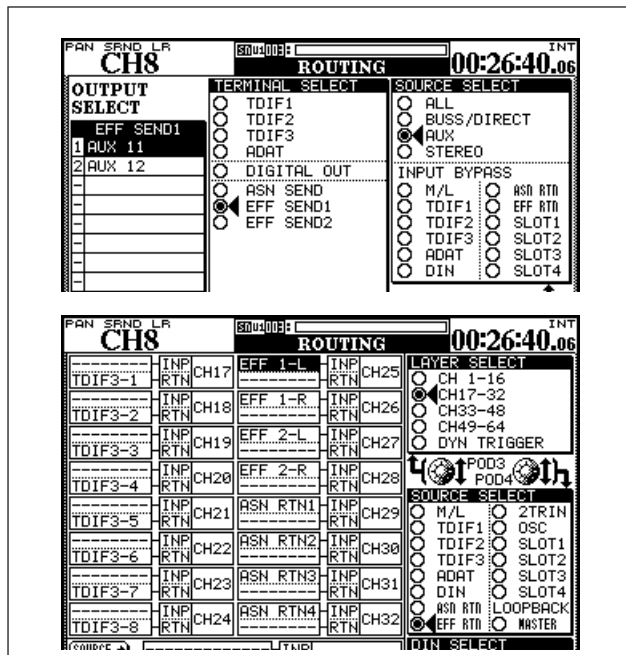 PAN SRND LR
CH8
SNV1003:
ROUTING
INT
00:26:40.06
OUTPUT
SELECT
EFF SEND1
1 AUX 11
2 AUX 12
-
-
-
-
-
-
TERMINAL SELECT
TDIF1
TDIF2
TDIF3
ADAT
DIGITAL OUT
ASN SEND
EFF SEND1
EFF SEND2
SOURCE SELECT
ALL
BUSS/DIRECT
AUX
STEREO
INPUT BYPASS
M/L ASN RTN
TDIF1 EFF RTN
TDIF2 SLOT1
TDIF3 SLOT2
ADAT SLOT3
DIN SLOT4
PAN SRND LR
CH8
SNV1003:
ROUTING
INT
00:26:40.06
-------- INP CH17
TDIF3-1 RTN
-------- INP CH18
TDIF3-2 RTN
-------- INP CH19
TDIF3-3 RTN
-------- INP CH20
TDIF3-4 RTN
-------- INP CH21
TDIF3-5 RTN
-------- INP CH22
TDIF3-6 RTN
-------- INP CH23
TDIF3-7 RTN
-------- INP CH24
TDIF3-8 RTN
EFF 1-L INP CH25
-------- RTN
EFF 1-R INP CH26
-------- RTN
EFF 2-L INP CH27
-------- RTN
EFF 2-R INP CH28
-------- RTN
ASN RTN1 INP CH29
-------- RTN
ASN RTN2 INP CH30
-------- RTN
ASN RTN3 INP CH31
-------- RTN
ASN RTN4 INP CH32
-------- RTN
LAYER SELECT
CH 1-16
CH17-32
CH33-48
CH49-64
DYN TRIGGER
POD3
POD4
SOURCE SELECT
M/L 2TRIN
TDIF1 OSC
TDIF2 SLOT1
TDIF3 SLOT2
ADAT SLOT3
DIN SLOT4
ASN RTN LOOPBACK
EFF RTN MASTER
SOURCE -------- INP
DIN SELECT